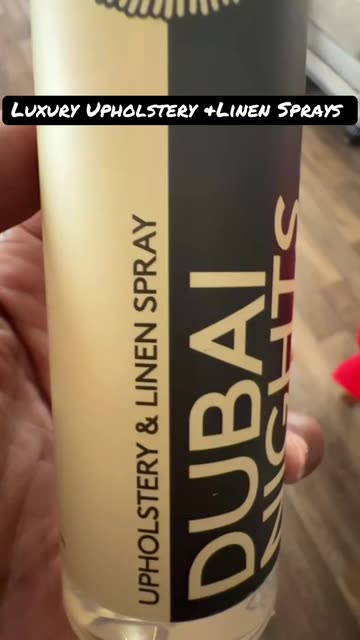 Luxury Upholstery &Linen Sprays
UPHOLSTERY & LINEN SPRAY
DUBAI
NIGHTS